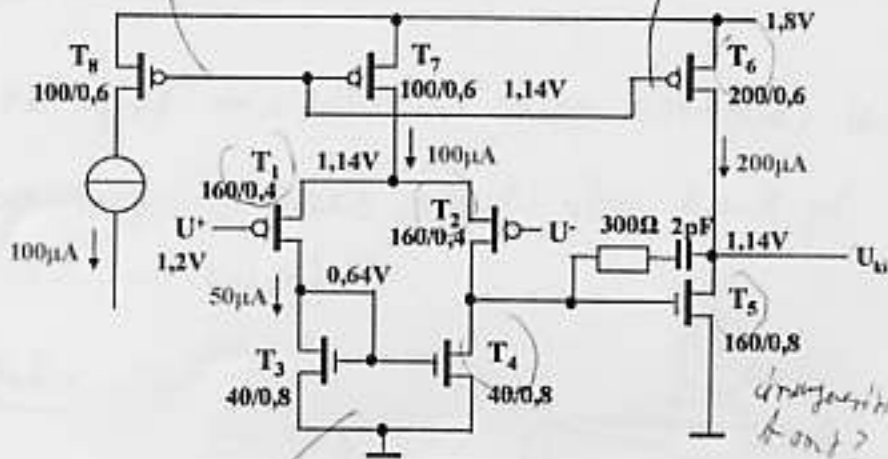 1,8V
T8
T7
T6
100/0,6
100/0,6
1,14V
200/0,6
T1
1,14V
100µA
200µA
160/0,4
T2
300Ω
2pF
U⁺
160/0,4
U⁻
1,14V
100µA
1,2V
0,64V
50µA
T5
T3
T4
160/0,8
40/0,8
40/0,8